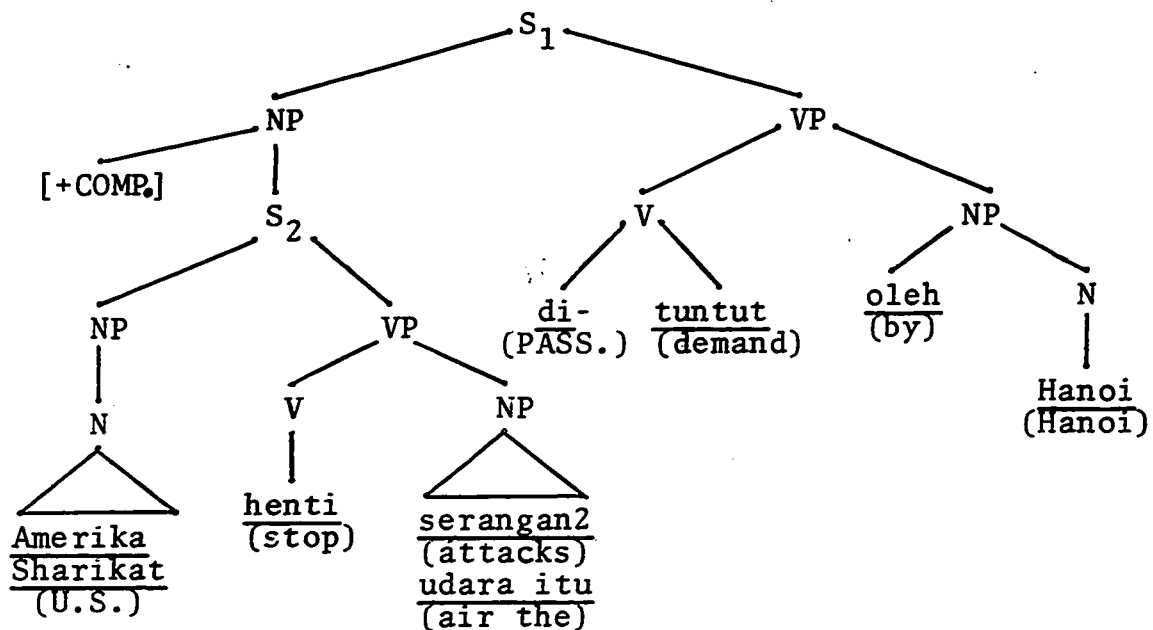 S1
NP VP
[+COMP.]
S2 V NP
NP VP di- tuntut oleh N
(PASS.) (demand) (by)
N V NP Hanoi
(Hanoi)
Amerika henti serangan2
Sharikat (stop) (attacks)
(U.S.) udara itu
(air the)